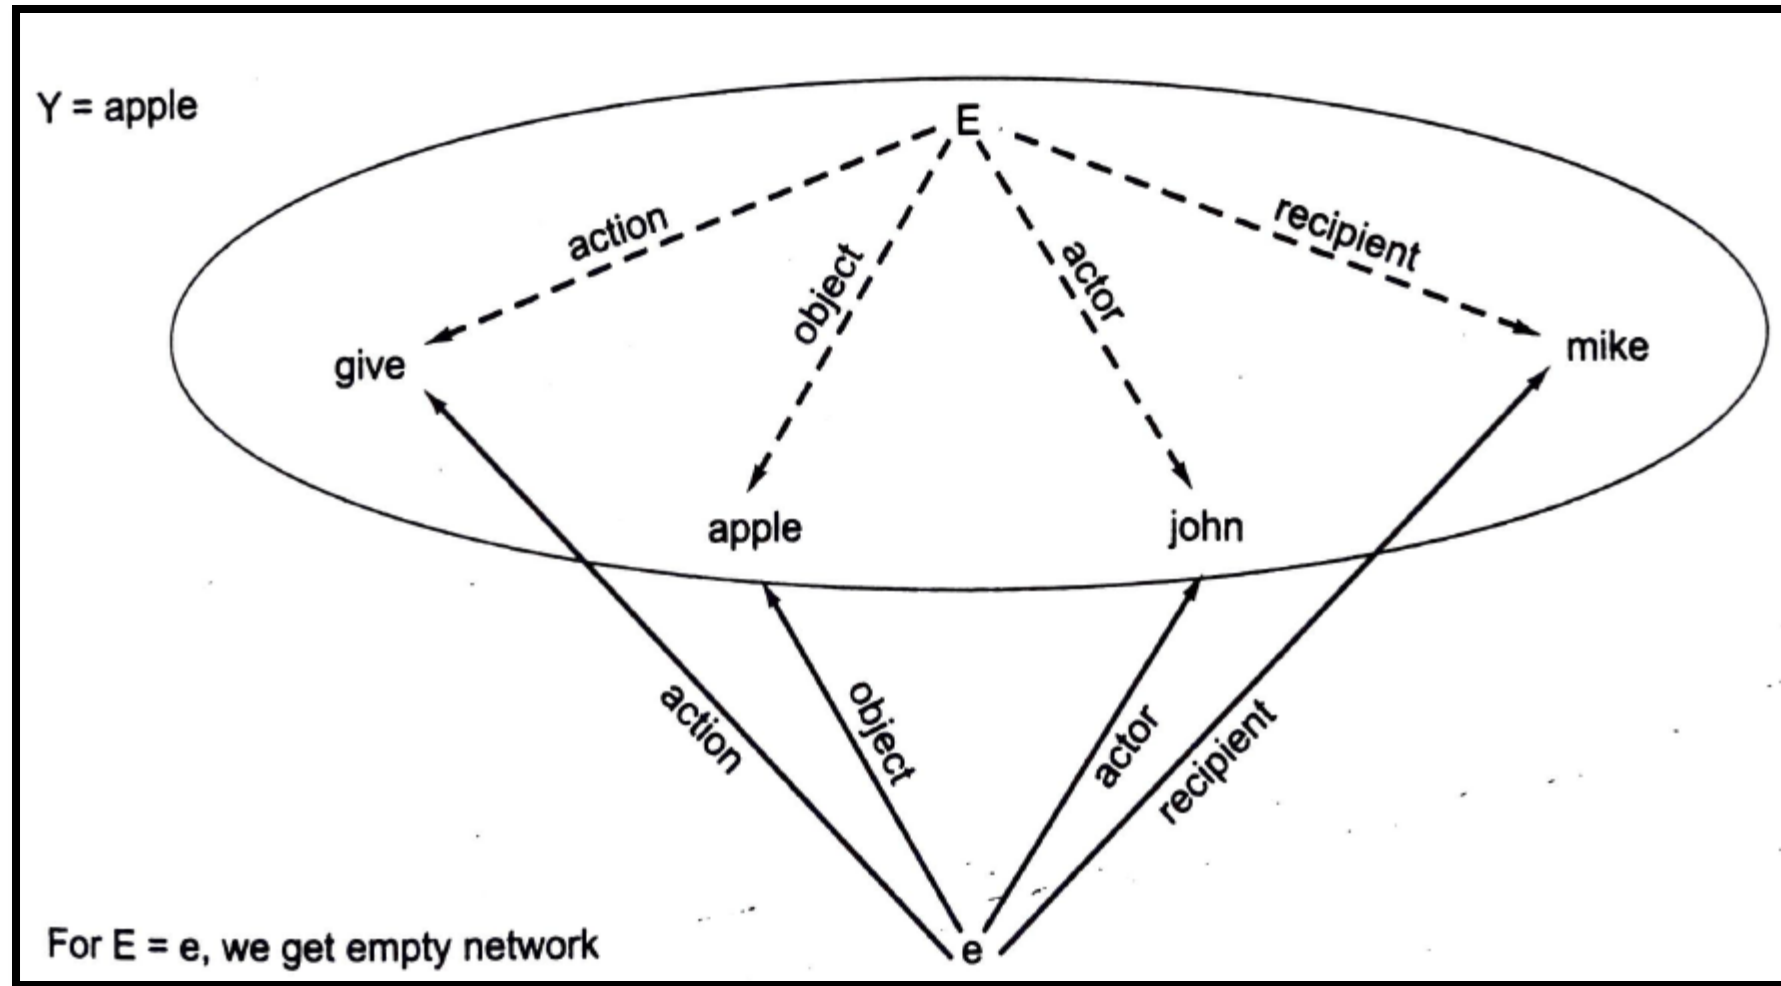 Y = apple
E
action
object
actor
recipient
give
mike
apple
john
action
object
actor
recipient
For E = e, we get empty network
e